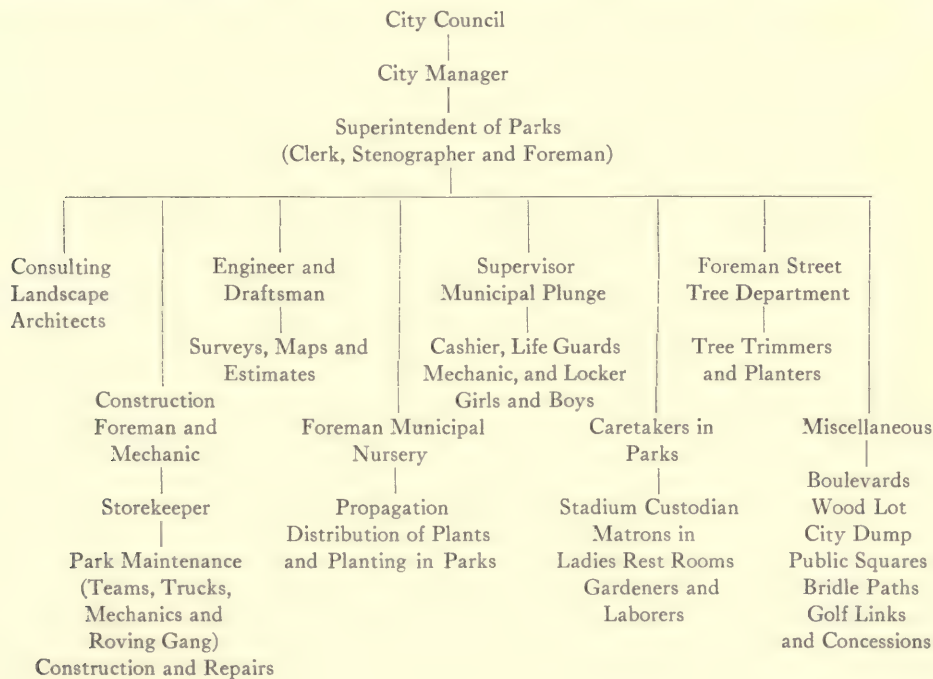 City Council
City Manager
Superintendent of Parks
(Clerk, Stenographer and Foreman)
Consulting
Landscape
Architects
Engineer and
Draftsman
Surveys, Maps and
Estimates
Supervisor
Municipal Plunge
Cashier, Life Guards
Mechanic, and Locker
Girls and Boys
Foreman Street
Tree Department
Tree Trimmers
and Planters
Construction
Foreman and
Mechanic
Storekeeper
Park Maintenance
(Teams, Trucks,
Mechanics and
Roving Gang)
Construction and Repairs
Foreman Municipal
Nursery
Propagation
Distribution of Plants
and Planting in Parks
Caretakers in
Parks
Stadium Custodian
Matrons in
Ladies Rest Rooms
Gardeners and
Laborers
Miscellaneous
Boulevards
Wood Lot
City Dump
Public Squares
Bridle Paths
Golf Links
and Concessions